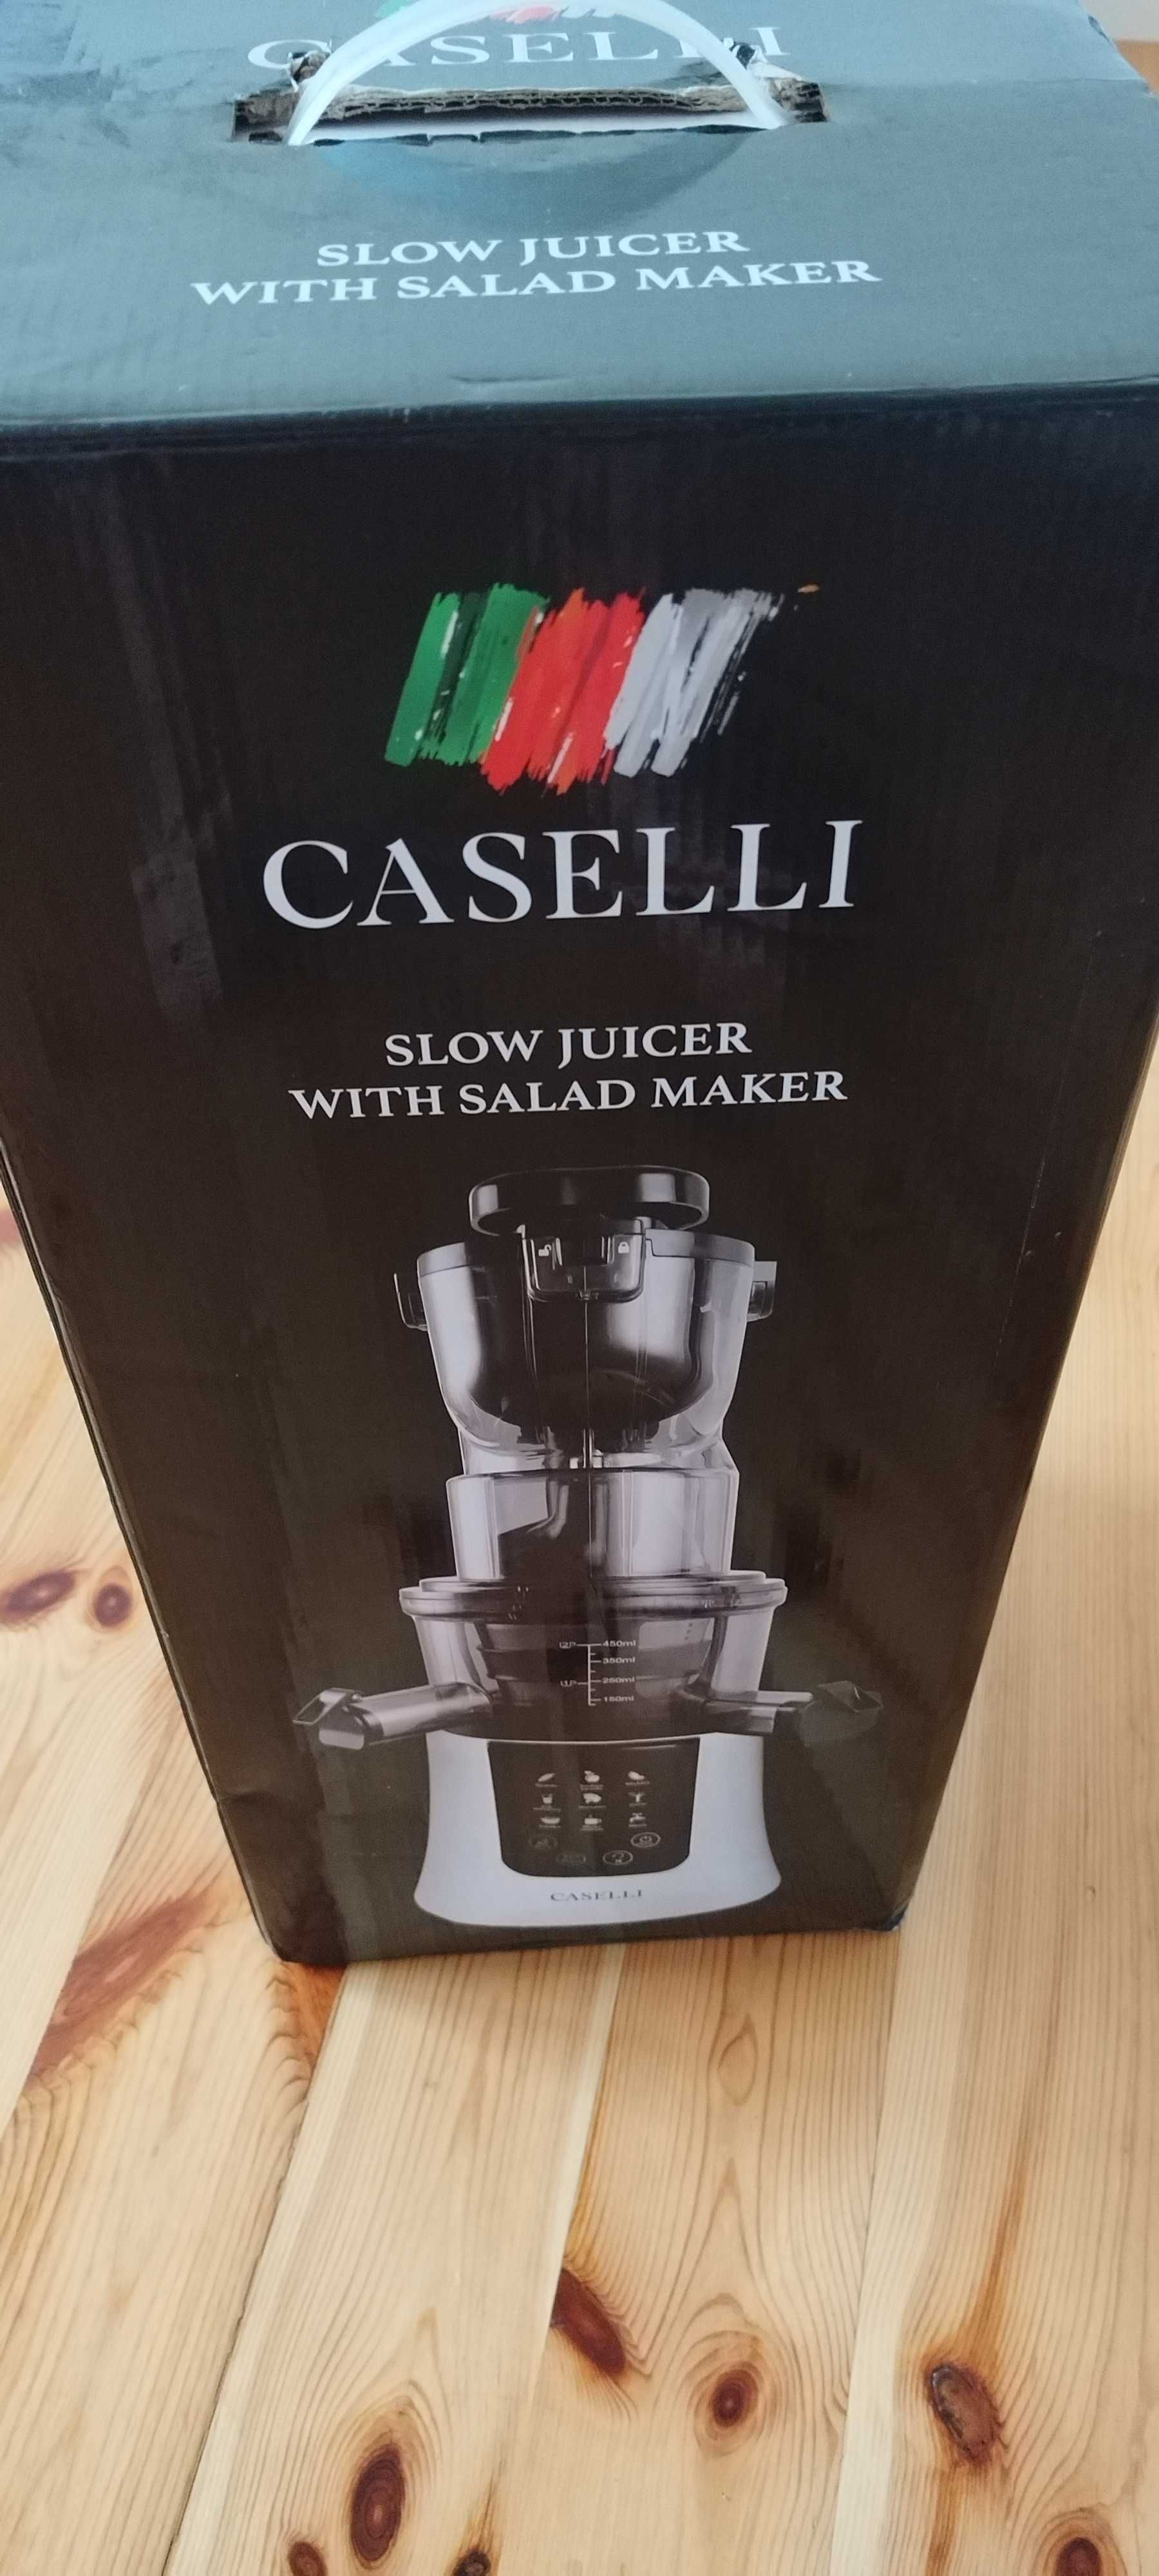 CASELLI
SLOW JUICER
WITH SALAD MAKER
CASELLI
SLOW JUICER
WITH SALAD MAKER
450ml
350ml
250ml
150ml
CASELLI